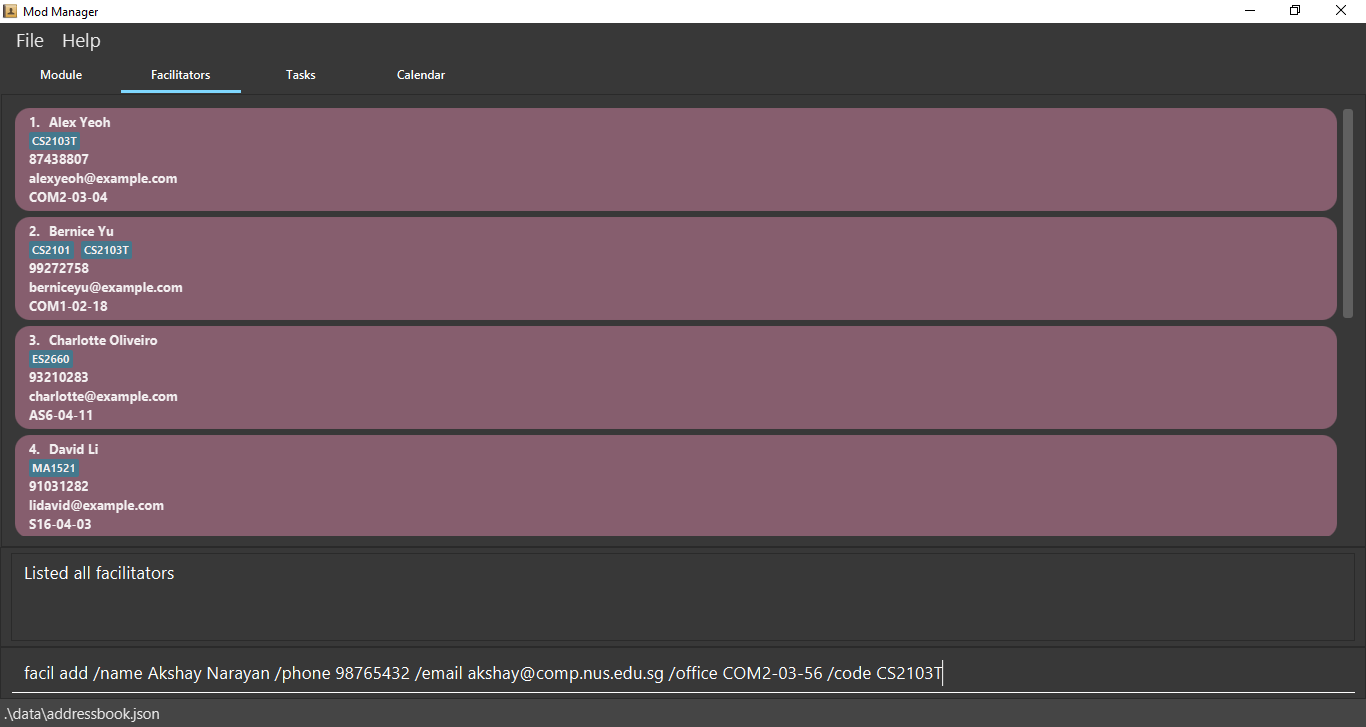 Mod Manager
File Help
Module Facilitators Tasks Calendar
1. Alex Yeoh
CS2103T
87438807
alexyeoh@example.com
COM2-03-04
2. Bernice Yu
CS2101 CS2103T
99272758
berniceyu@example.com
COM1-02-18
3. Charlotte Oliveiro
ES2660
93210283
charlotte@example.com
AS6-04-11
4. David Li
MA1521
91031282
lidavid@example.com
S16-04-03
Listed all facilitators
facil add /name Akshay Narayan /phone 98765432 /email akshay@comp.nus.edu.sg /office COM2-03-56 /code CS2103T
.\data\addressbook.json